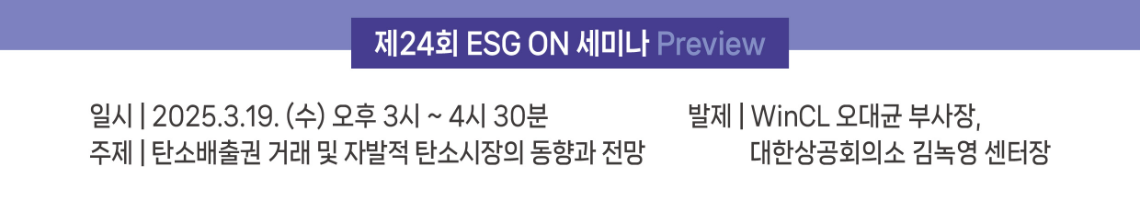 제24회 ESG ON 세미나 Preview
일시 | 2025.3.19. (수) 오후 3시 ~ 4시 30분
주제 | 탄소배출권 거래 및 자발적 탄소시장의 동향과 전망
발제 | WinCL 오대균 부사장,
대한상공회의소 김녹영 센터장